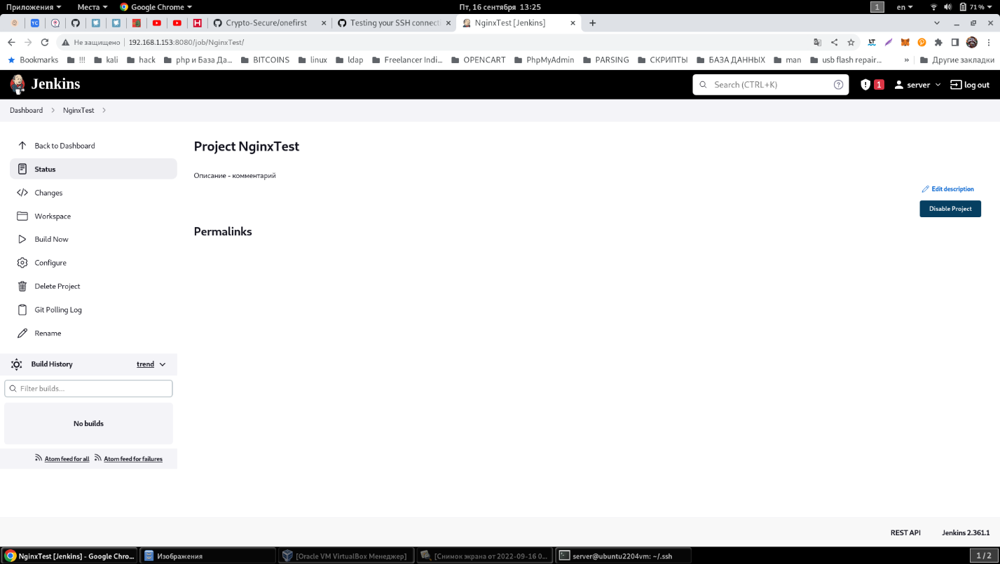 Приложения Места Google Chrome Пт, 16 сентября 13:25 1 en 71 %
YC Crypto-Secure/onefirst Testing your SSH connecti NginxTest [Jenkins]
Не защищено 192.168.1.153:8080/job/NginxTest/
Bookmarks !!! kali hack php и База Да... BITCOINS linux ldap Freelancer Indi... OPENCART PhpMyAdmin PARSING СКРИПТЫ БАЗА ДАННЫХ man usb flash repair... » Другие закладки
Jenkins Search (CTRL+K) 1 server log out
Dashboard NginxTest
Back to Dashboard
Status
Changes
Workspace
Build Now
Configure
Delete Project
Git Polling Log
Rename
Build History trend
Filter builds...
No builds
Atom feed for all Atom feed for failures
Project NginxTest
Описание - комментарий
Edit description
Disable Project
Permalinks
REST API Jenkins 2.361.1
NginxTest [Jenkins] - Google Chro... Изображения [Oracle VM VirtualBox Менеджер] [Снимок экрана от 2022-09-16 0... server@ubuntu2204vm: ~/.ssh 1 / 2